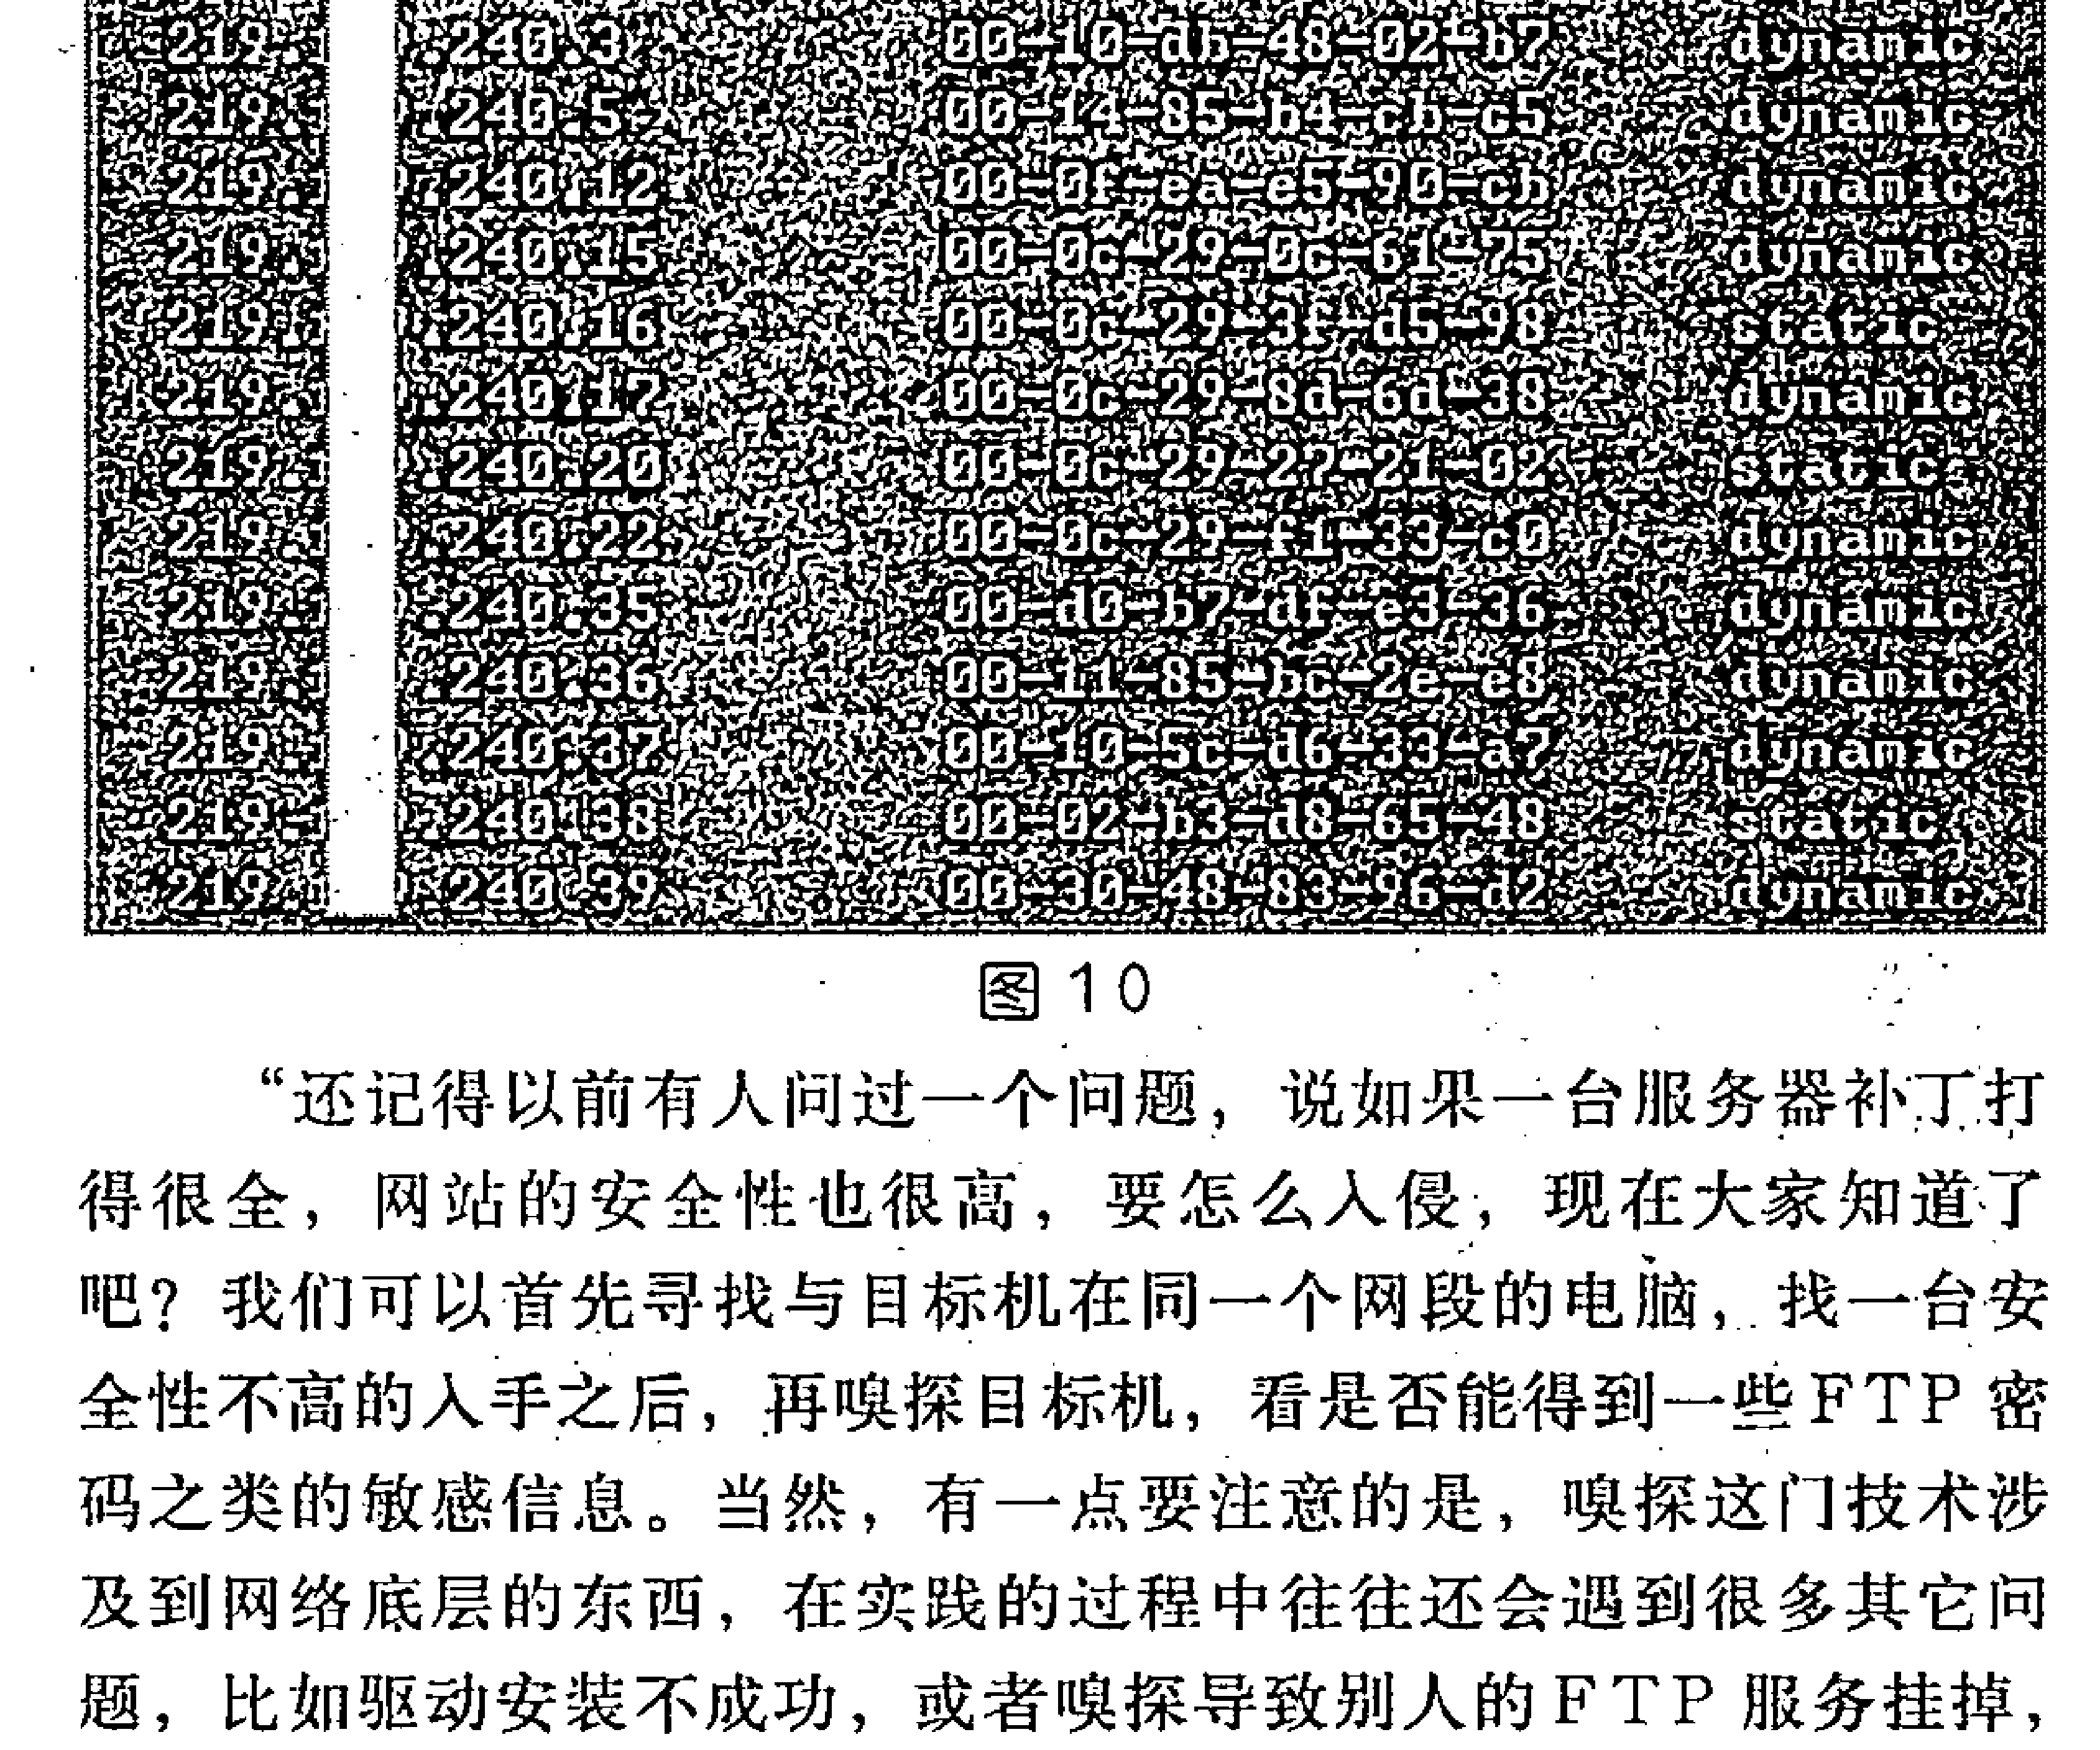 219. .240.3 00-10-db-48-02-b7 dynamic
219. .240.5 00-14-85-b4-cb-c5 dynamic
219. .240.12 00-0f-ea-e5-90-cb dynamic
219. .240.15 00-0c-29-0c-61-75 dynamic
219. .240.16 00-0c-29-3f-d5-98 static
219. .240.17 00-0c-29-8d-6d-38 dynamic
219. .240.20 00-0c-29-27-21-02 static
219. .240.22 00-0c-29-f1-33-c0 dynamic
219. .240.35 00-d0-b7-df-e3-36 dynamic
219. .240.36 00-11-85-bc-2e-e8 dynamic
219. .240.37 00-10-5c-d6-33-a7 dynamic
219. .240.38 00-02-b3-d8-65-48 static
219. .240.39 00-30-48-83-96-d2 dynamic
图10
“还记得以前有人问过一个问题，说如果一台服务器补丁打
得很全，网站的安全性也很高，要怎么入侵，现在大家知道了
吧？我们可以首先寻找与目标机在同一个网段的电脑，找一台安
全性不高的入手之后，再嗅探目标机，看是否能得到一些FTP密
码之类的敏感信息。当然，有一点要注意的是，嗅探这门技术涉
及到网络底层的东西，在实践的过程中往往还会遇到很多其它问
题，比如驱动安装不成功，或者嗅探导致别人的FTP服务挂掉，